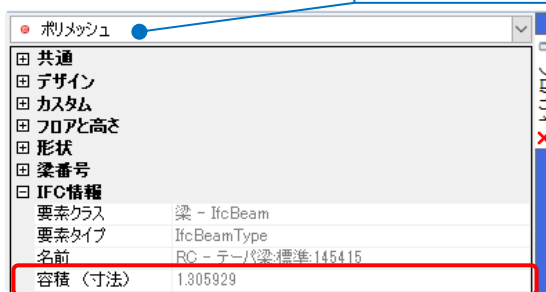 ポリメッシュ
共通
デザイン
カスタム
フロアと高さ
形状
梁番号
IFC情報
要素クラス 梁 - IfcBeam
要素タイプ IfcBeamType
名前 RC - テーパ梁:標準:145415
容積 (寸法) 1.305929